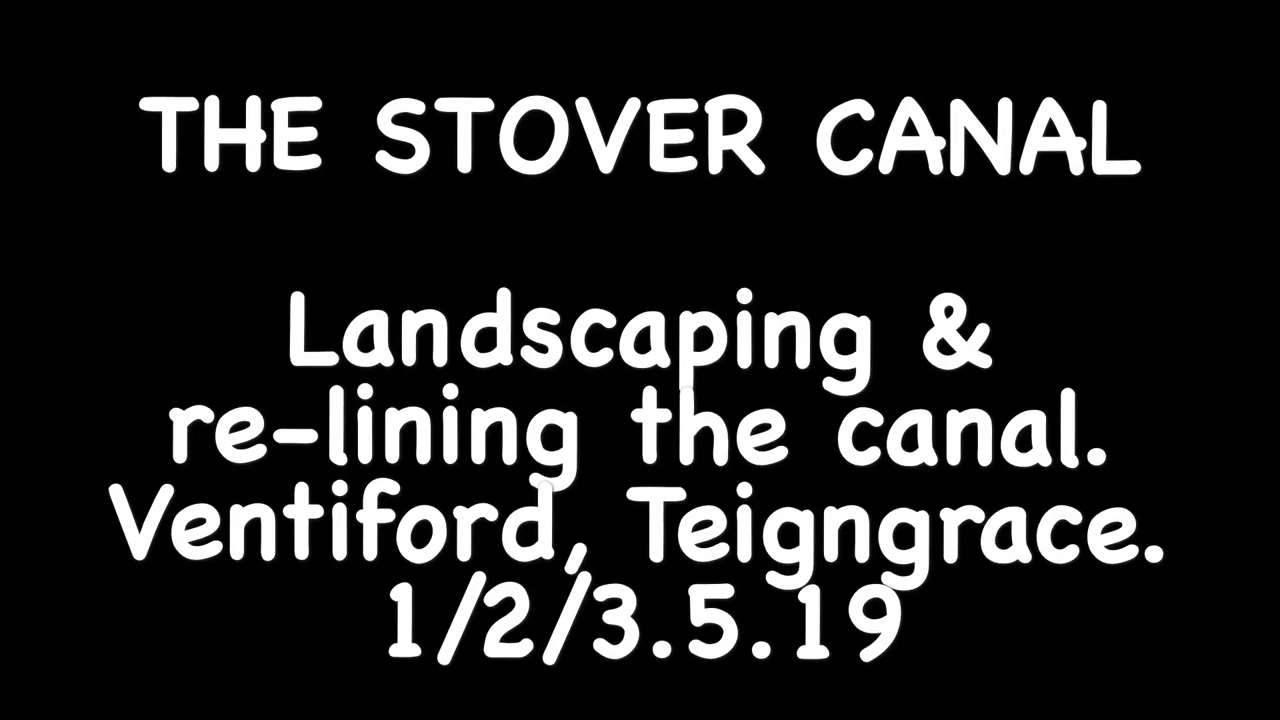 THE STOVER CANAL
Landscaping &
re-lining the canal.
Ventiford, Teigngrace.
1/2/3.5.19